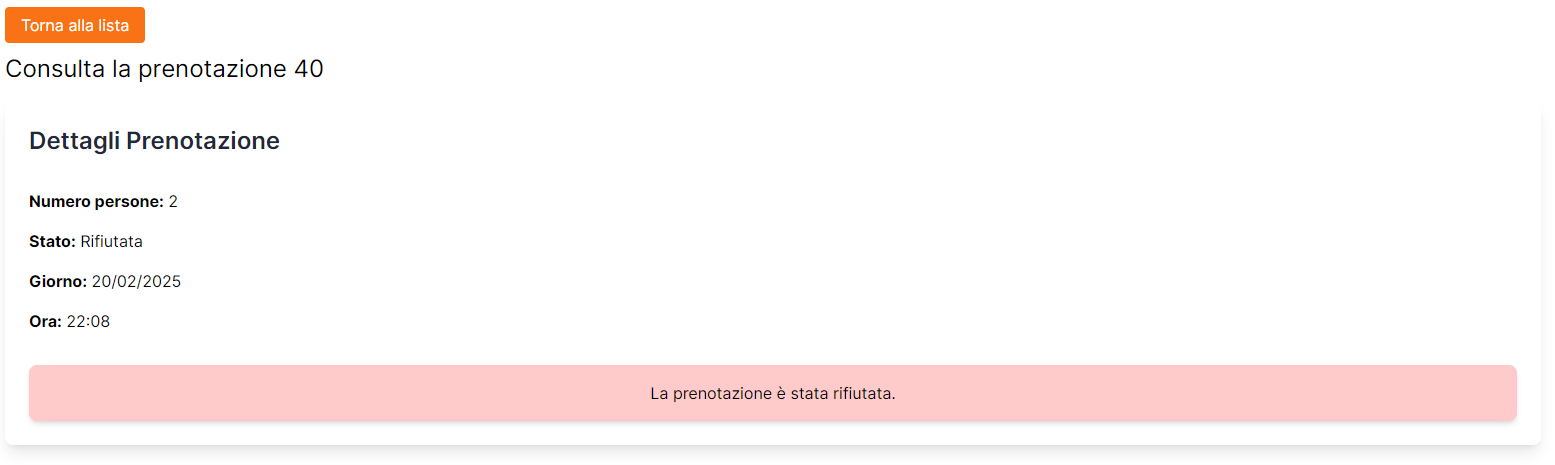 Torna alla lista
Consulta la prenotazione 40
Dettagli Prenotazione
Numero persone: 2
Stato: Rifiutata
Giorno: 20/02/2025
Ora: 22:08
La prenotazione è stata rifiutata.